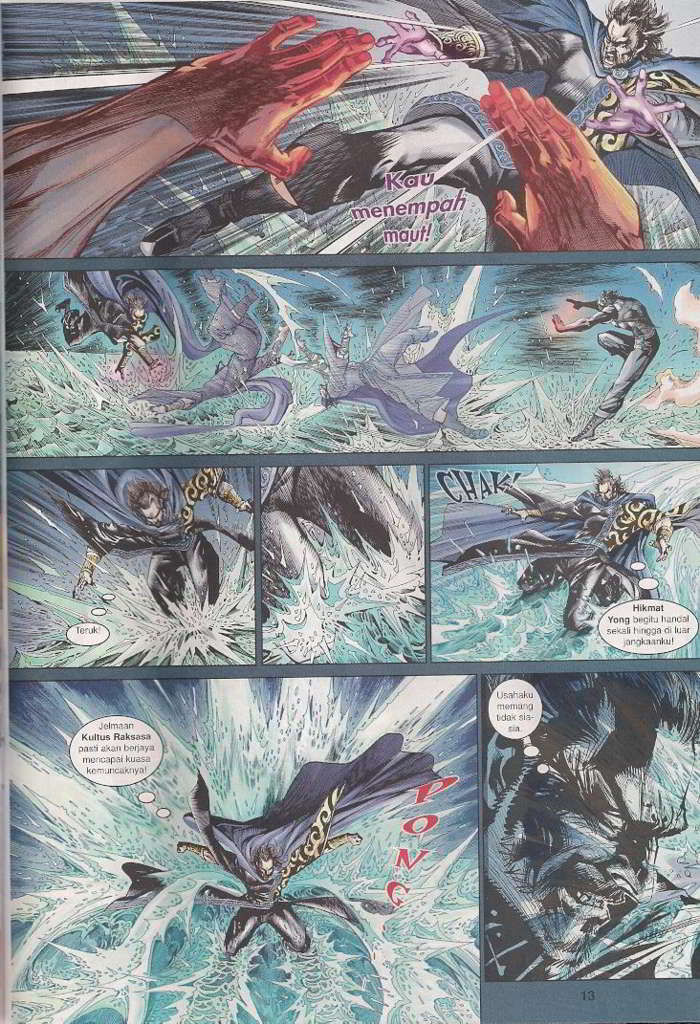 Kau
menempah
maut!
Teruk!
CHAK!
Hikmat
Yong begitu handal
sekali hingga di luar
jangkaanku!
Jelmaan
Kultus Raksasa
pasti akan berjaya
mencapai kuasa
kemuncaknya!
PONG!
Usahaku
memang
tidak sia-
sia.
13